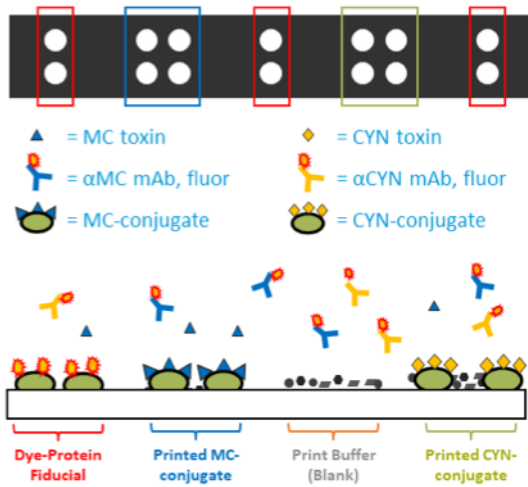 = MC toxin
= CYN toxin
= αMC mAb, fluor
= αCYN mAb, fluor
= MC-conjugate
= CYN-conjugate
Dye-Protein
Fiducial
Printed MC-
conjugate
Print Buffer
(Blank)
Printed CYN-
conjugate